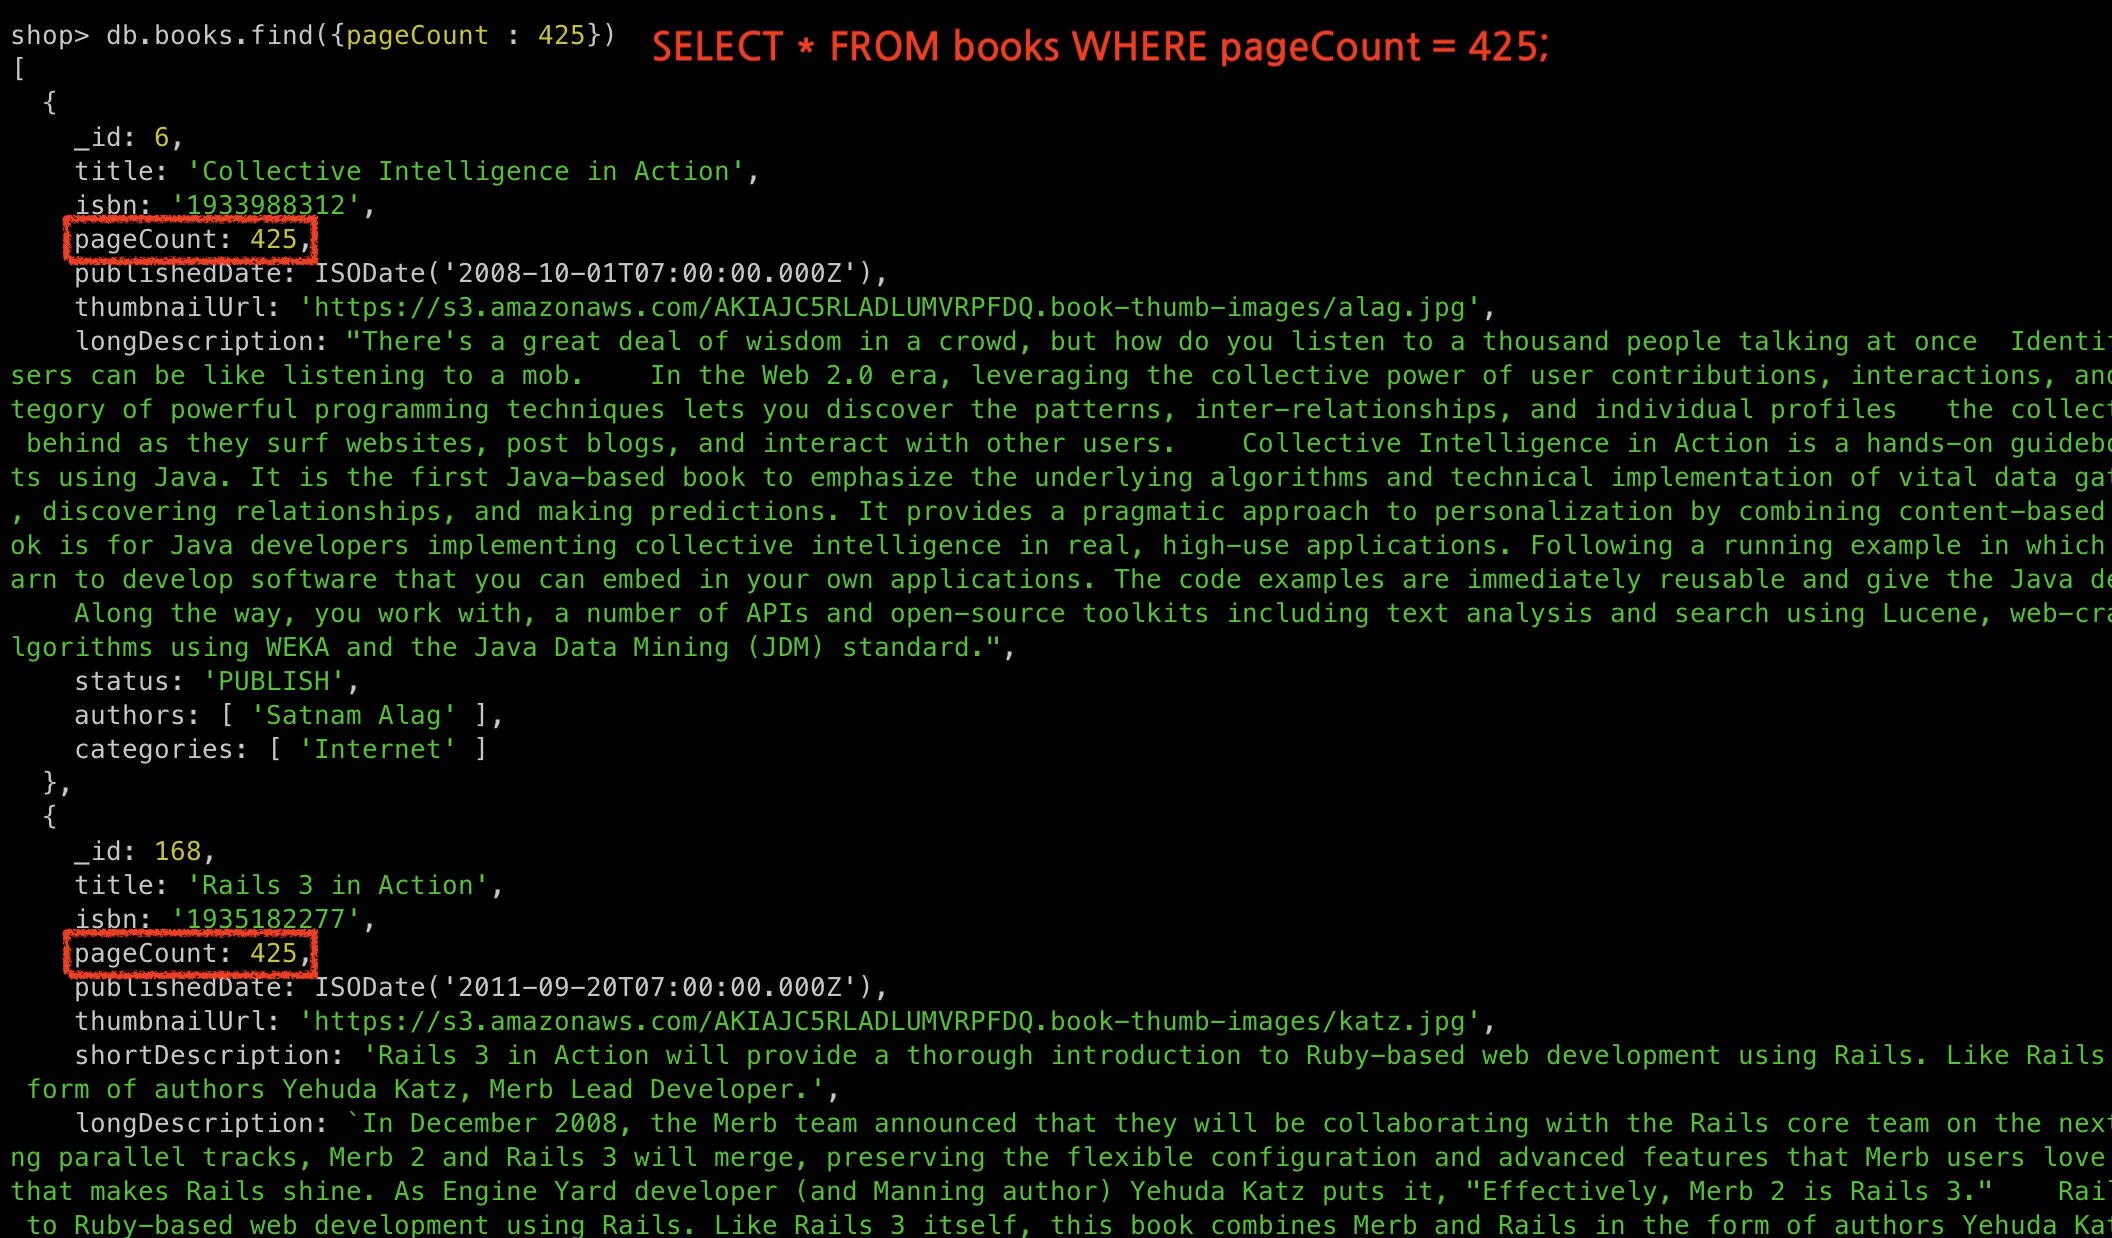 shop> db.books.find({pageCount : 425}) SELECT * FROM books WHERE pageCount = 425;
[
{
_id: 6,
title: 'Collective Intelligence in Action',
isbn: '1933988312',
pageCount: 425,
publishedDate: ISODate('2008-10-01T07:00:00.000Z'),
thumbnailUrl: 'https://s3.amazonaws.com/AKIAJC5RLADLUMVRPFDQ.book-thumb-images/alag.jpg',
longDescription: "There's a great deal of wisdom in a crowd, but how do you listen to a thousand people talking at once  Identif
sers can be like listening to a mob.    In the Web 2.0 era, leveraging the collective power of user contributions, interactions, and
tegory of powerful programming techniques lets you discover the patterns, inter-relationships, and individual profiles   the collect
behind as they surf websites, post blogs, and interact with other users.    Collective Intelligence in Action is a hands-on guidebo
ts using Java. It is the first Java-based book to emphasize the underlying algorithms and technical implementation of vital data gat
, discovering relationships, and making predictions. It provides a pragmatic approach to personalization by combining content-based
ok is for Java developers implementing collective intelligence in real, high-use applications. Following a running example in which
arn to develop software that you can embed in your own applications. The code examples are immediately reusable and give the Java de
Along the way, you work with, a number of APIs and open-source toolkits including text analysis and search using Lucene, web-cra
lgorithms using WEKA and the Java Data Mining (JDM) standard.",
status: 'PUBLISH',
authors: [ 'Satnam Alag' ],
categories: [ 'Internet' ]
},
{
_id: 168,
title: 'Rails 3 in Action',
isbn: '1935182277',
pageCount: 425,
publishedDate: ISODate('2011-09-20T07:00:00.000Z'),
thumbnailUrl: 'https://s3.amazonaws.com/AKIAJC5RLADLUMVRPFDQ.book-thumb-images/katz.jpg',
shortDescription: 'Rails 3 in Action will provide a thorough introduction to Ruby-based web development using Rails. Like Rails
form of authors Yehuda Katz, Merb Lead Developer.',
longDescription: `In December 2008, the Merb team announced that they will be collaborating with the Rails core team on the next
ng parallel tracks, Merb 2 and Rails 3 will merge, preserving the flexible configuration and advanced features that Merb users love
that makes Rails shine. As Engine Yard developer (and Manning author) Yehuda Katz puts it, "Effectively, Merb 2 is Rails 3."    Rail
to Ruby-based web development using Rails. Like Rails 3 itself, this book combines Merb and Rails in the form of authors Yehuda Kat